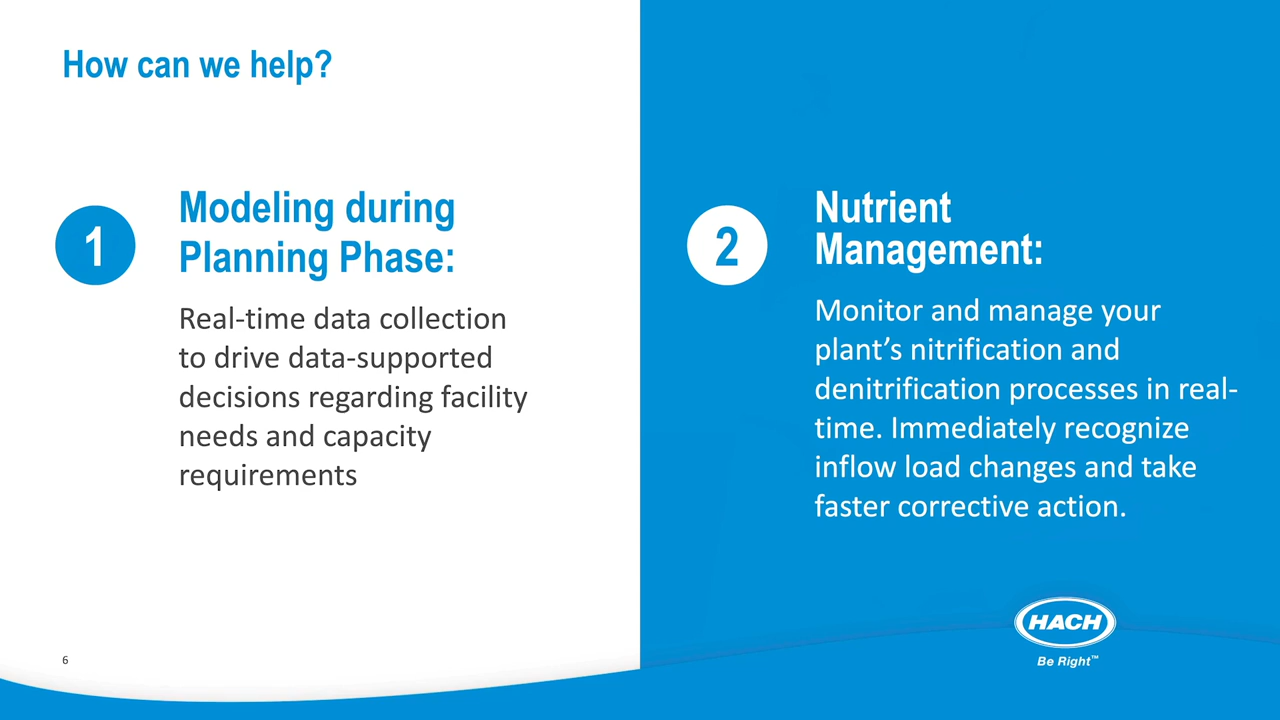 How can we help?
1
Modeling during
Planning Phase:
Real-time data collection
to drive data-supported
decisions regarding facility
needs and capacity
requirements
2
Nutrient
Management:
Monitor and manage your
plant’s nitrification and
denitrification processes in real-
time. Immediately recognize
inflow load changes and take
faster corrective action.
HACH
Be Right™
6